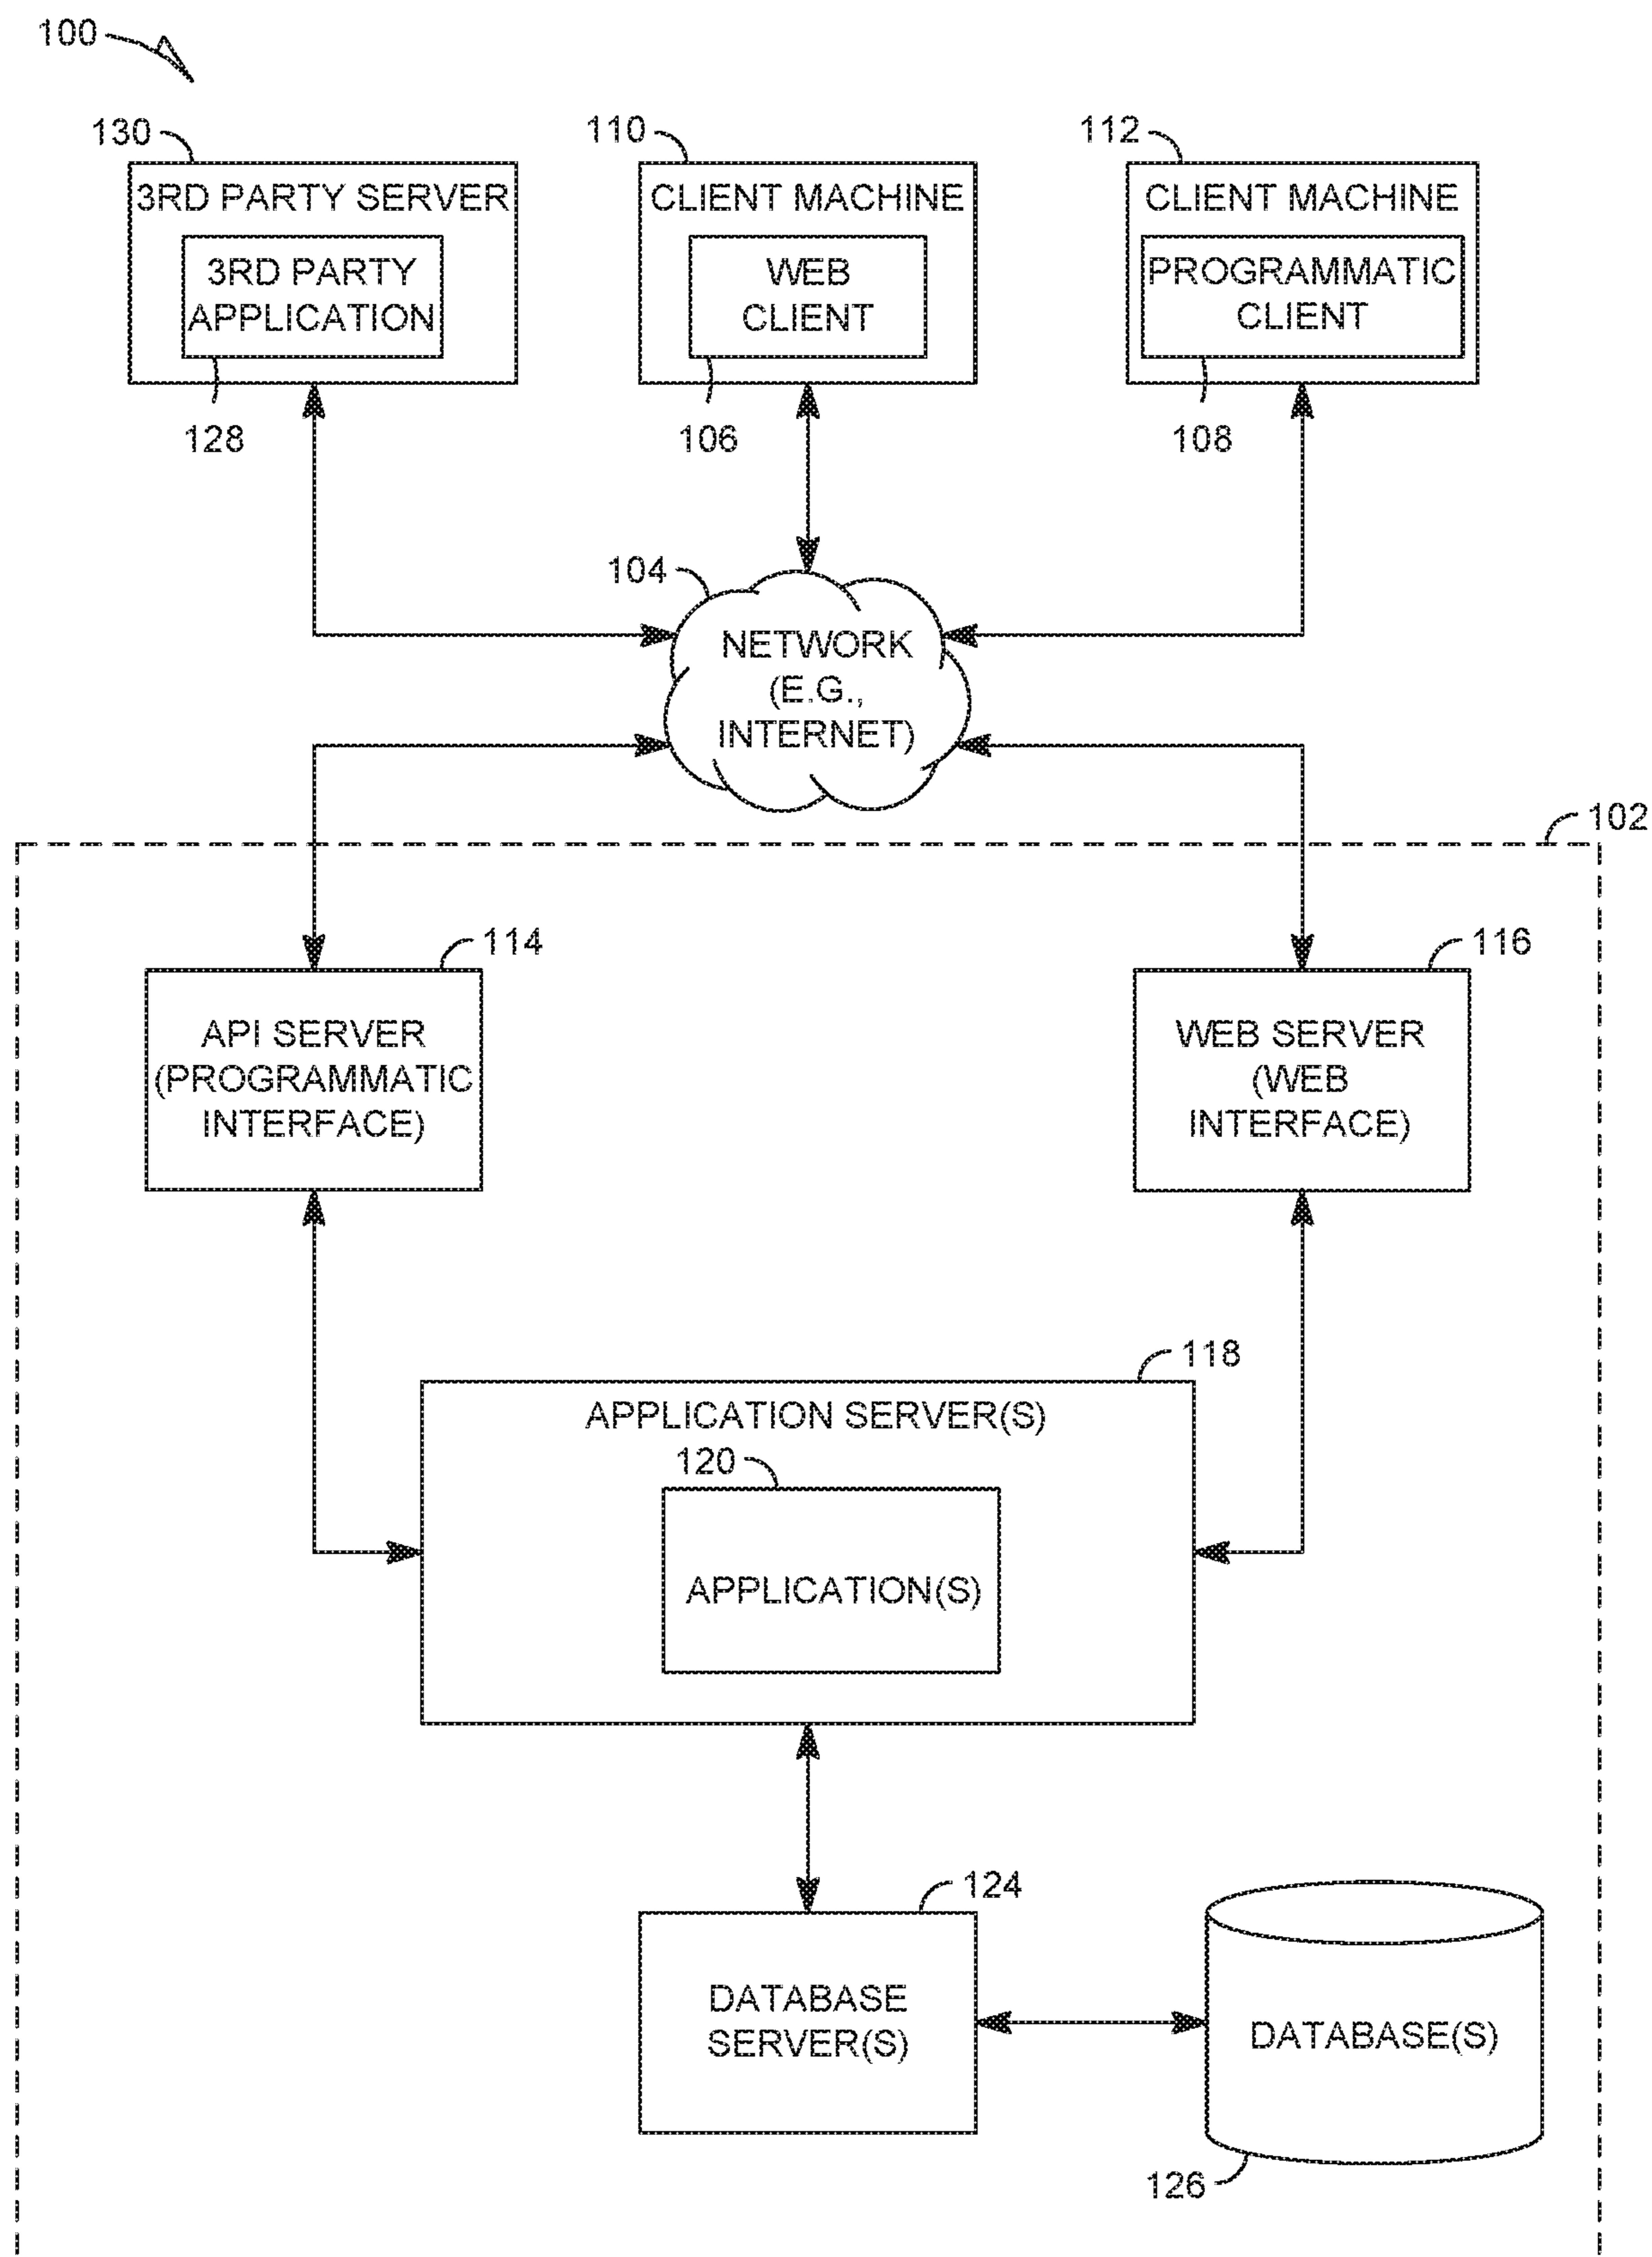 100
130
110
112
3RD PARTY SERVER
CLIENT MACHINE
CLIENT MACHINE
3RD PARTY
APPLICATION
WEB
CLIENT
PROGRAMMATIC
CLIENT
128
106
108
104
NETWORK
(E.G.,
INTERNET)
102
114
116
API SERVER
(PROGRAMMATIC
INTERFACE)
WEB SERVER
(WEB
INTERFACE)
118
APPLICATION SERVER(S)
120
APPLICATION(S)
124
DATABASE
SERVER(S)
DATABASE(S)
126